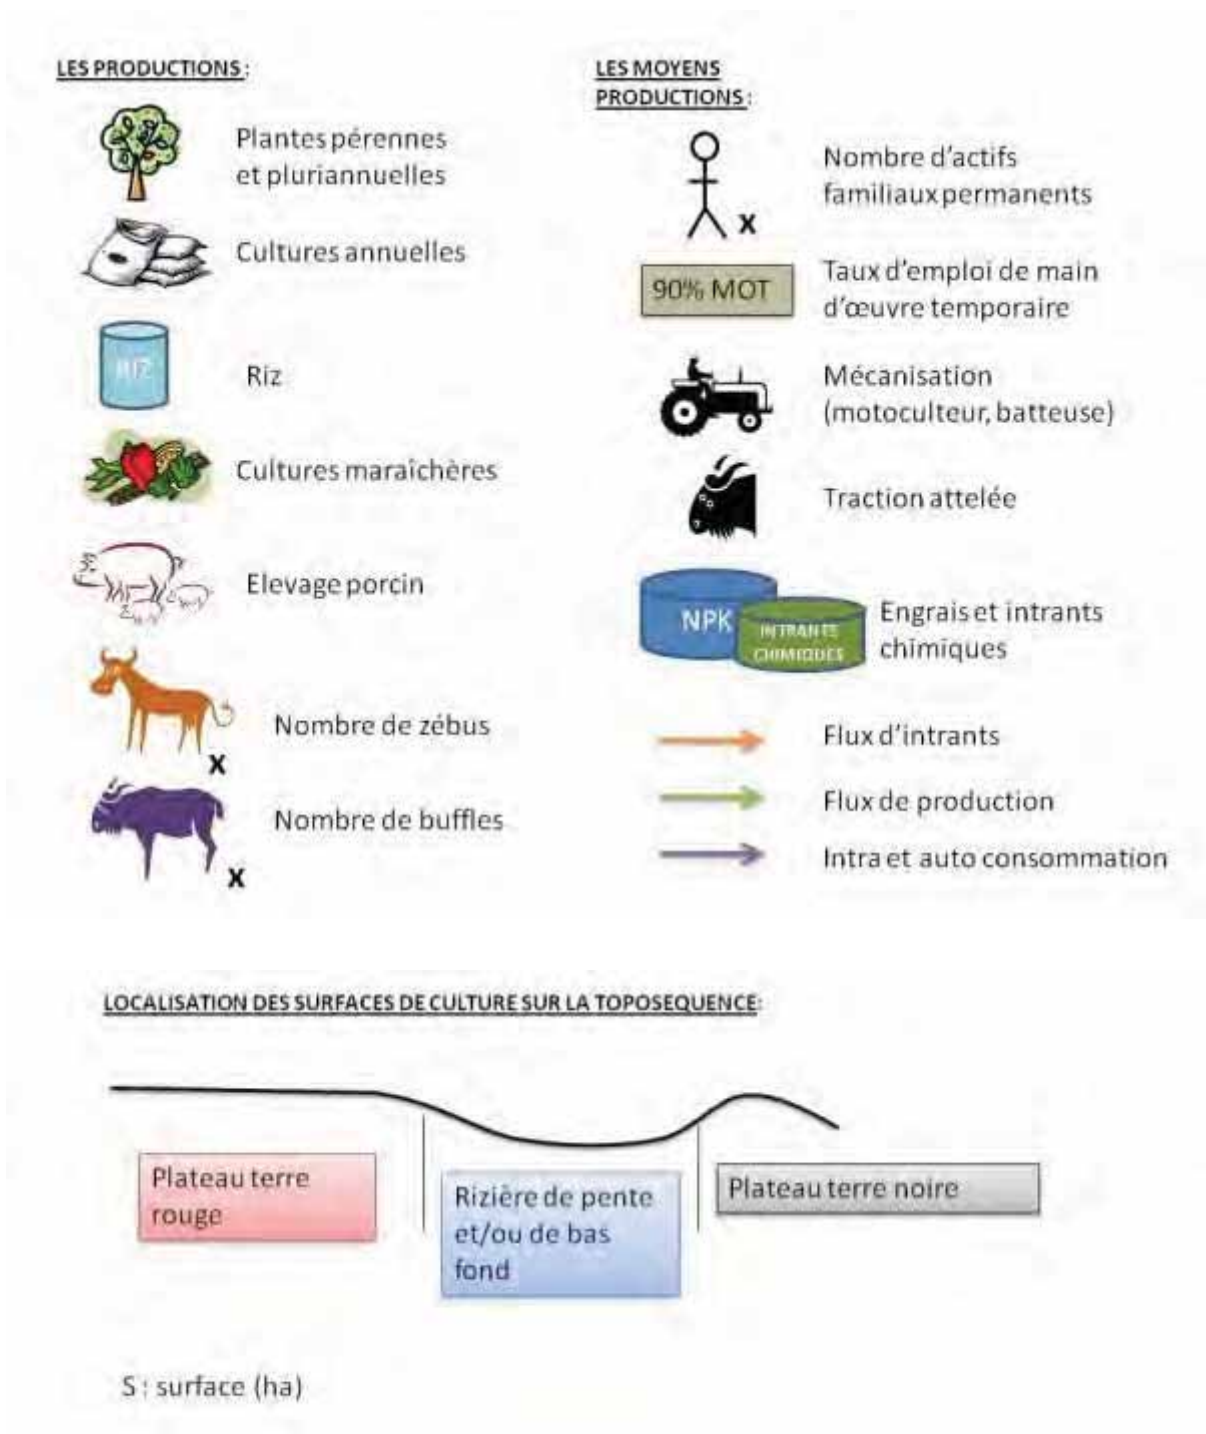 LES PRODUCTIONS :
Plantes pérennes
et pluriannuelles
Cultures annuelles
RIZ
Riz
Cultures maraîchères
Elevage porcin
Nombre de zébus
X
Nombre de buffles
X
LES MOYENS
PRODUCTIONS :
Nombre d'actifs
familiaux permanents
X
90% MOT
Taux d'emploi de main
d'œuvre temporaire
Mécanisation
(motoculteur, batteuse)
Traction attelée
NPK
INTRANTS
CHIMIQUES
Engrais et intrants
chimiques
Flux d'intrants
Flux de production
Intra et auto consommation
LOCALISATION DES SURFACES DE CULTURE SUR LA TOPOSEQUENCE:
Plateau terre
rouge
Rizière de pente
et/ou de bas
fond
Plateau terre noire
S : surface (ha)